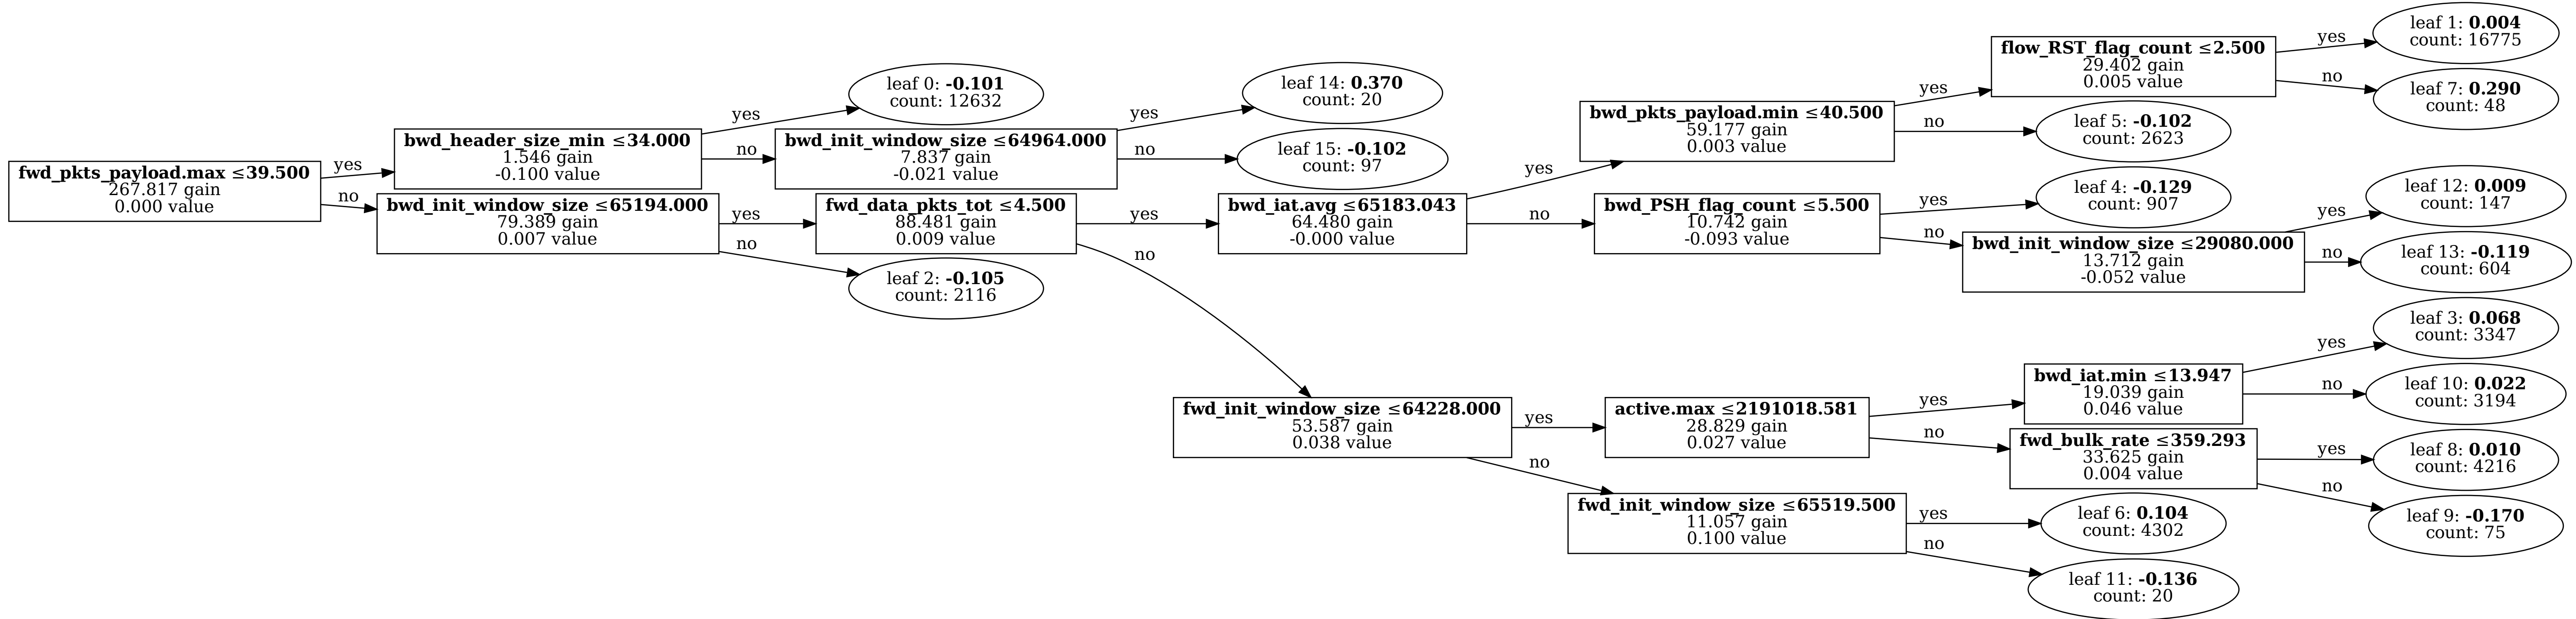 fwd_pkts_payload.max ≤39.500
267.817 gain
0.000 value
yes
no
bwd_header_size_min ≤34.000
1.546 gain
-0.100 value
yes
no
leaf 0: -0.101
count: 12632
bwd_init_window_size ≤64964.000
7.837 gain
-0.021 value
yes
no
leaf 14: 0.370
count: 20
leaf 15: -0.102
count: 97
bwd_init_window_size ≤65194.000
79.389 gain
0.007 value
yes
no
fwd_data_pkts_tot ≤4.500
88.481 gain
0.009 value
yes
no
leaf 2: -0.105
count: 2116
bwd_iat.avg ≤65183.043
64.480 gain
-0.000 value
yes
no
bwd_pkts_payload.min ≤40.500
59.177 gain
0.003 value
yes
no
flow_RST_flag_count ≤2.500
29.402 gain
0.005 value
yes
no
leaf 1: 0.004
count: 16775
leaf 7: 0.290
count: 48
leaf 5: -0.102
count: 2623
bwd_PSH_flag_count ≤5.500
10.742 gain
-0.093 value
yes
no
leaf 4: -0.129
count: 907
bwd_init_window_size ≤29080.000
13.712 gain
-0.052 value
yes
no
leaf 12: 0.009
count: 147
leaf 13: -0.119
count: 604
fwd_init_window_size ≤64228.000
53.587 gain
0.038 value
yes
no
active.max ≤2191018.581
28.829 gain
0.027 value
yes
no
bwd_iat.min ≤13.947
19.039 gain
0.046 value
yes
no
leaf 3: 0.068
count: 3347
leaf 10: 0.022
count: 3194
fwd_bulk_rate ≤359.293
33.625 gain
0.004 value
yes
no
leaf 8: 0.010
count: 4216
leaf 9: -0.170
count: 75
fwd_init_window_size ≤65519.500
11.057 gain
0.100 value
yes
no
leaf 6: 0.104
count: 4302
leaf 11: -0.136
count: 20